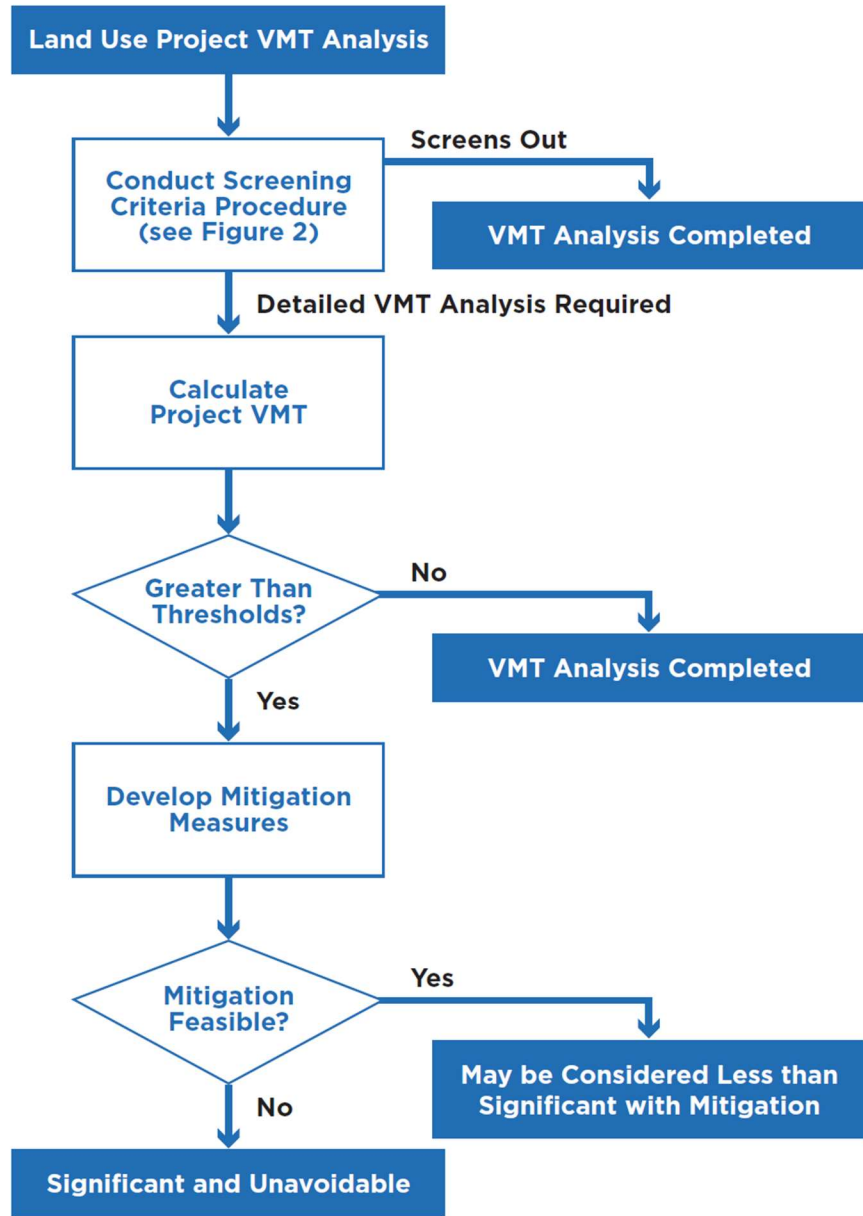 Land Use Project VMT Analysis
Screens Out
Conduct Screening
Criteria Procedure
(see Figure 2)
VMT Analysis Completed
Detailed VMT Analysis Required
Calculate
Project VMT
No
Greater Than
Thresholds?
VMT Analysis Completed
Yes
Develop Mitigation
Measures
Yes
Mitigation
Feasible?
May be Considered Less than
Significant with Mitigation
No
Significant and Unavoidable